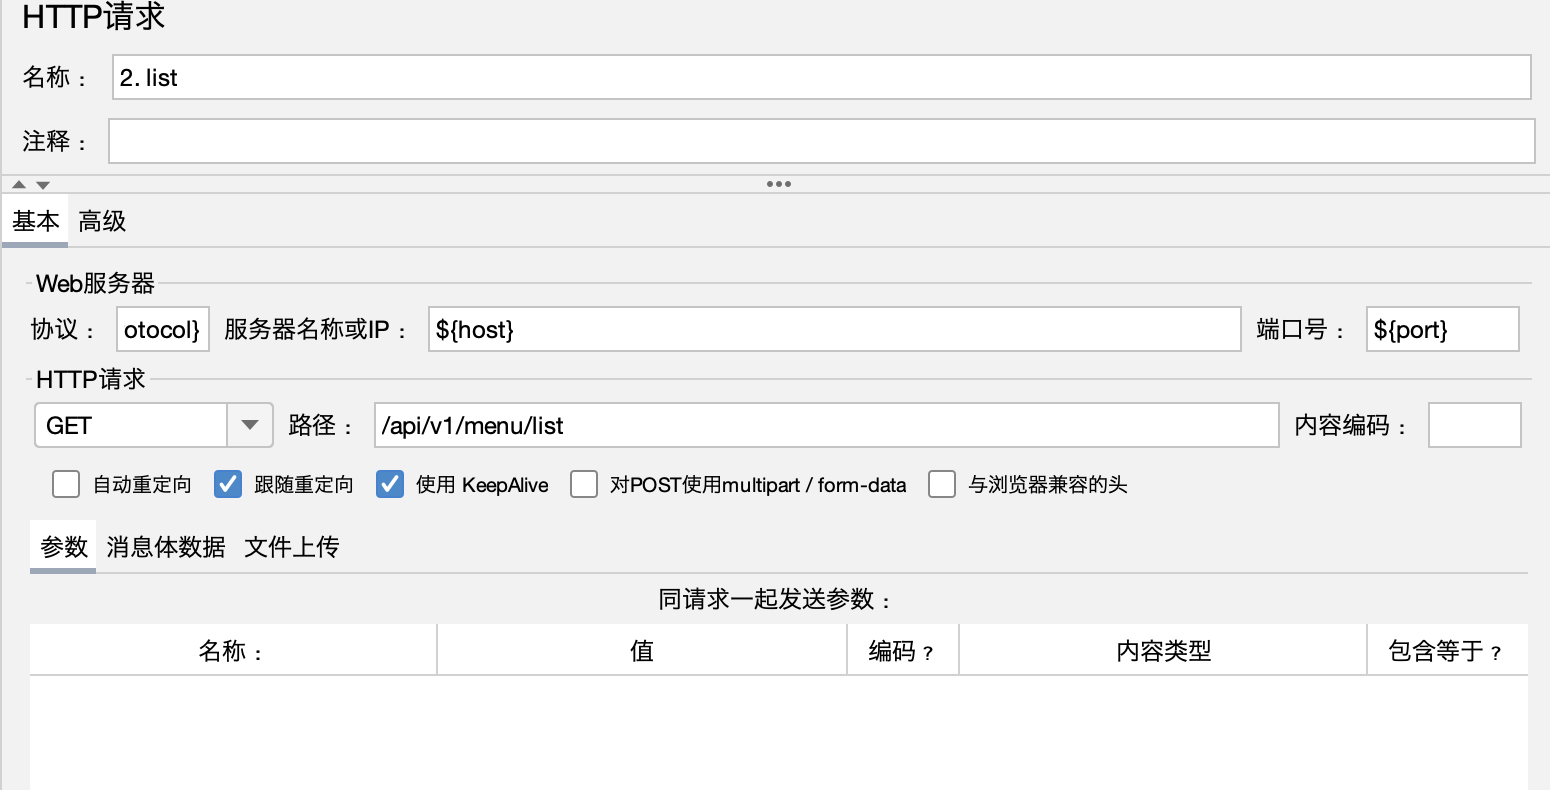 HTTP请求
名称： 2. list
注释：
基本 高级
Web服务器
协议： otocol} 服务器名称或IP： ${host} 端口号： ${port}
HTTP请求
GET 路径： /api/v1/menu/list 内容编码：
自动重定向 跟随重定向 使用 KeepAlive 对POST使用multipart / form-data 与浏览器兼容的头
参数 消息体数据 文件上传
同请求一起发送参数：
名称： 值 编码？ 内容类型 包含等于？